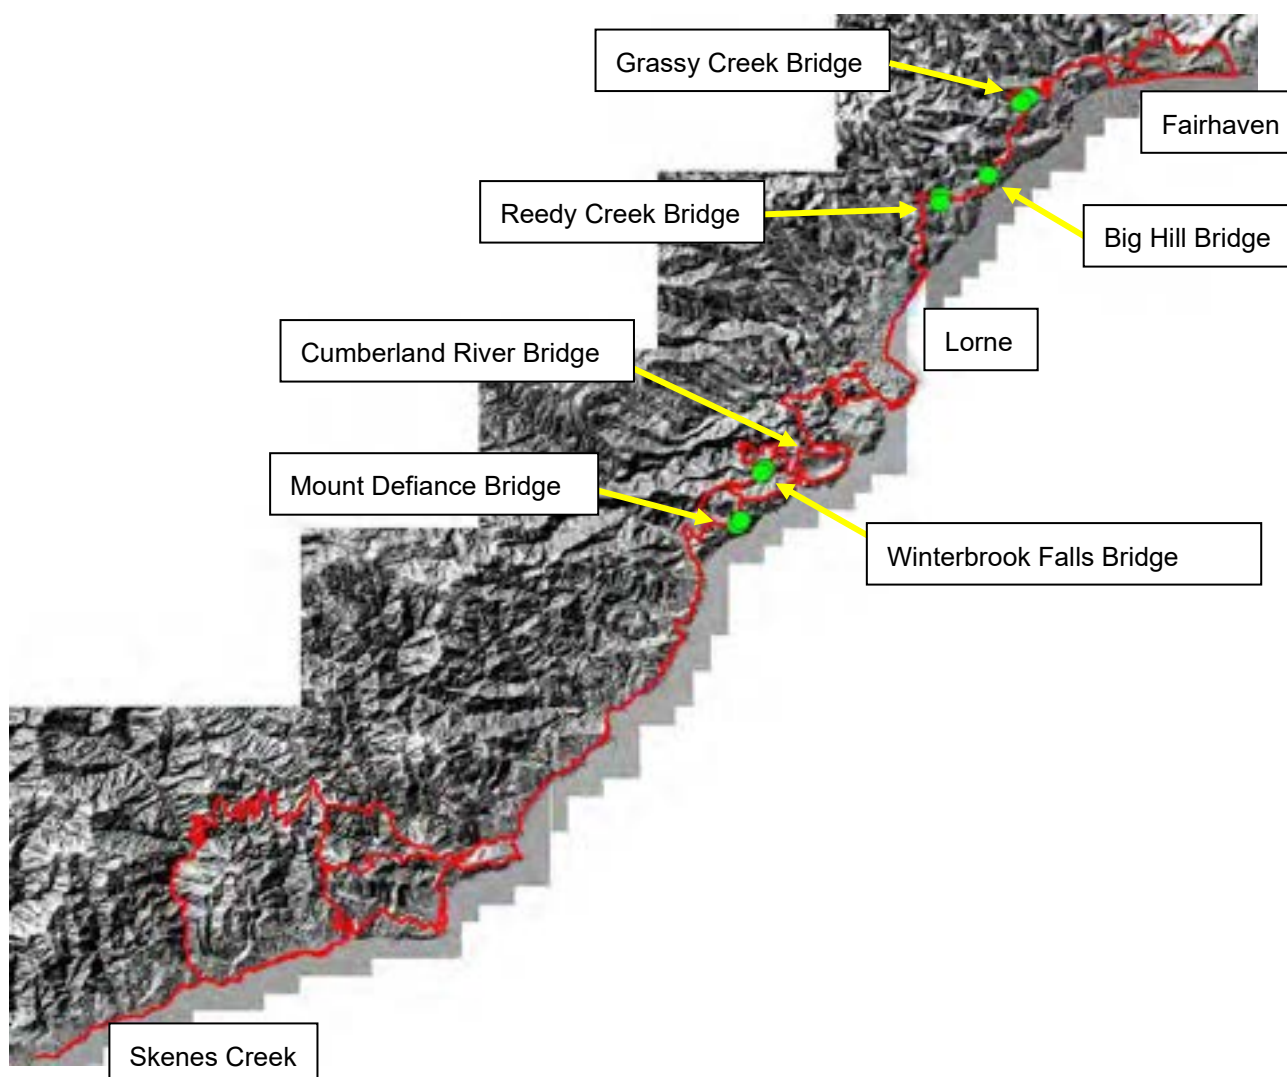 Grassy Creek Bridge
Fairhaven
Reedy Creek Bridge
Big Hill Bridge
Lorne
Cumberland River Bridge
Mount Defiance Bridge
Winterbrook Falls Bridge
Skenes Creek